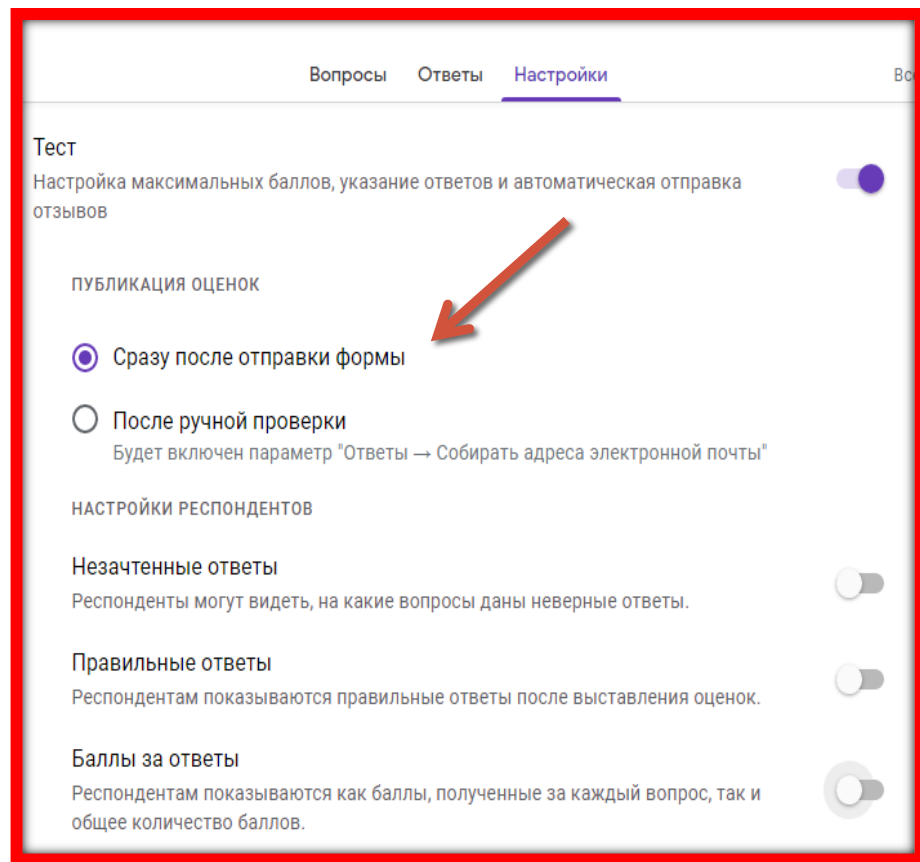 Вопросы Ответы Настройки
Тест
Настройка максимальных баллов, указание ответов и автоматическая отправка
отзывов
ПУБЛИКАЦИЯ ОЦЕНОК
Сразу после отправки формы
После ручной проверки
Будет включен параметр "Ответы → Собирать адреса электронной почты"
НАСТРОЙКИ РЕСПОНДЕНТОВ
Незачтенные ответы
Респонденты могут видеть, на какие вопросы даны неверные ответы.
Правильные ответы
Респондентам показываются правильные ответы после выставления оценок.
Баллы за ответы
Респондентам показываются как баллы, полученные за каждый вопрос, так и
общее количество баллов.